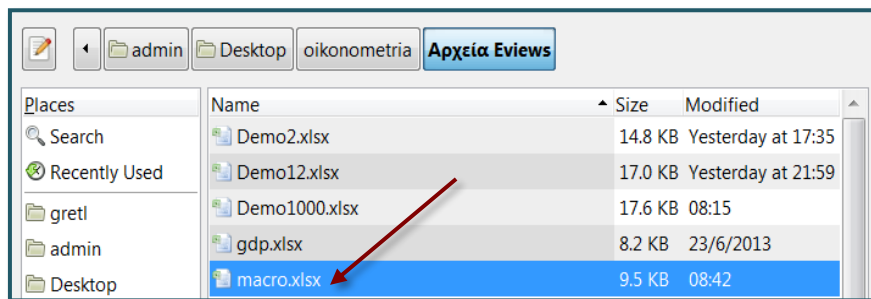 admin Desktop oikonometria Αρχεία Eviews
Places Name Size Modified
Search Demo2.xlsx 14.8 KB Yesterday at 17:35
Recently Used Demo12.xlsx 17.0 KB Yesterday at 21:59
gretl Demo1000.xlsx 17.6 KB 08:15
admin gdp.xlsx 8.2 KB 23/6/2013
Desktop macro.xlsx 9.5 KB 08:42